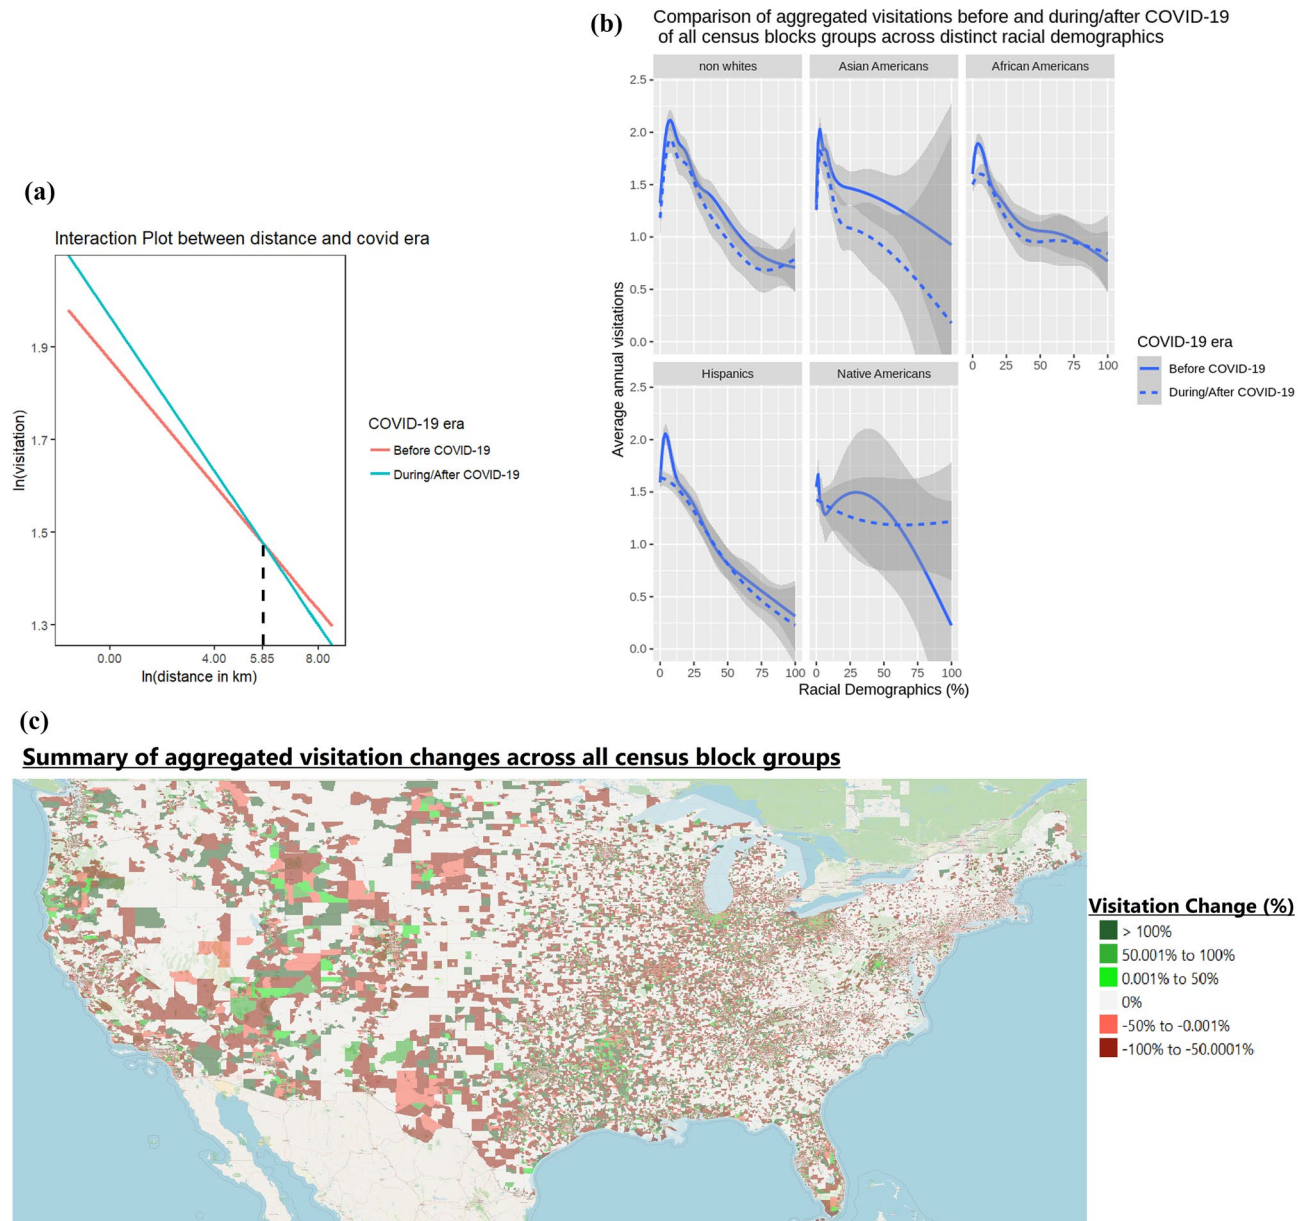 (a)
Interaction Plot between distance and covid era
ln(visitation)
1.9
1.7
1.5
1.3
0.00 4.00 5.85 8.00
ln(distance in km)
COVID-19 era
Before COVID-19
During/After COVID-19
(b)
Comparison of aggregated visitations before and during/after COVID-19
of all census blocks groups across distinct racial demographics
non whites Asian Americans African Americans
2.5
2.0
1.5
1.0
0.5
0.0
0 25 50 75 100
Hispanics Native Americans
2.5
2.0
1.5
1.0
0.5
0.0
0 25 50 75 100 0 25 50 75 100
Average annual visitations
Racial Demographics (%)
COVID-19 era
Before COVID-19
During/After COVID-19
(c)
Summary of aggregated visitation changes across all census block groups
Visitation Change (%)
> 100%
50.001% to 100%
0.001% to 50%
0%
-50% to -0.001%
-100% to -50.0001%